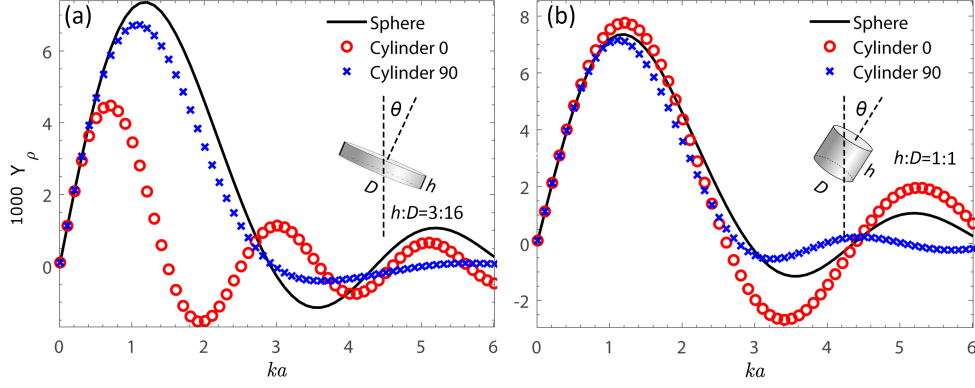 (a)
Sphere
Cylinder 0
Cylinder 90
θ
D
h
h:D=3:16
1000 Y ρ
8
6
4
2
0
0 1 2 3 4 5 6
ka
(b)
Sphere
Cylinder 0
Cylinder 90
θ
D
h
h:D=1:1
8
6
4
2
0
-2
0 1 2 3 4 5 6
ka